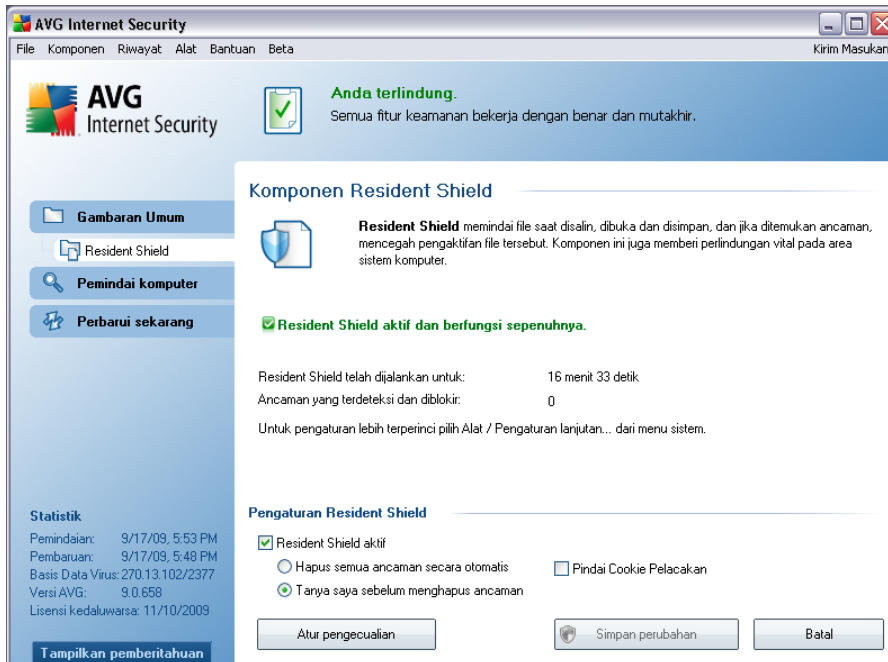 AVG Internet Security
File Komponen Riwayat Alat Bantuan Beta Kirim Masukan
AVG
Internet Security
Anda terlindung.
Semua fitur keamanan bekerja dengan benar dan mutakhir.
Gambaran Umum
Resident Shield
Pemindai komputer
Perbarui sekarang
Komponen Resident Shield
Resident Shield memindai file saat disalin, dibuka dan disimpan, dan jika ditemukan ancaman,
mencegah pengaktifan file tersebut. Komponen ini juga memberi perlindungan vital pada area
sistem komputer.
Resident Shield aktif dan berfungsi sepenuhnya.
Resident Shield telah dijalankan untuk: 16 menit 33 detik
Ancaman yang terdeteksi dan diblokir: 0
Untuk pengaturan lebih terperinci pilih Alat / Pengaturan lanjutan... dari menu sistem.
Pengaturan Resident Shield
Resident Shield aktif
Hapus semua ancaman secara otomatis
Pindai Cookie Pelacakan
Tanya saya sebelum menghapus ancaman
Atur pengecualian
Simpan perubahan
Batal
Statistik
Pemindaian: 9/17/09, 5:53 PM
Pembaruan: 9/17/09, 5:48 PM
Basis Data Virus: 270.13.102/2377
Versi AVG: 9.0.658
Lisensi kedaluwarsa: 11/10/2009
Tampilkan pemberitahuan